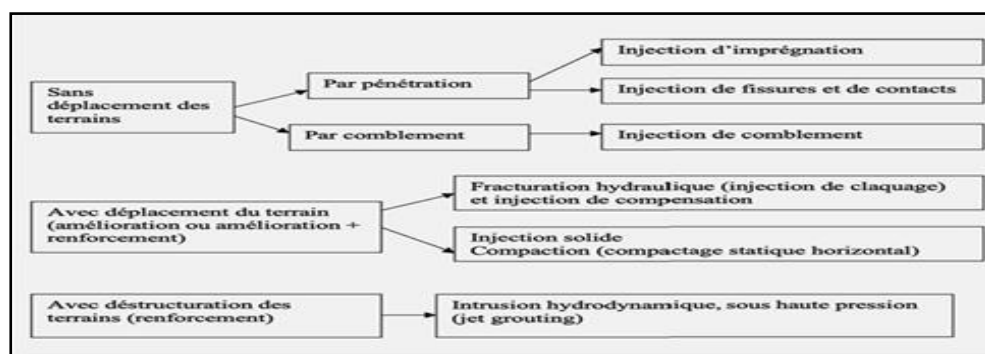 Sans
déplacement des
terrains
Par pénétration
Injection d'imprégnation
Injection de fissures et de contacts
Par comblement
Injection de comblement
Avec déplacement du terrain
(amélioration ou amélioration +
renforcement)
Fracturation hydraulique (injection de claquage)
et injection de compensation
Injection solide
Compaction (compactage statique horizontal)
Avec déstructuration des
terrains (renforcement)
Intrusion hydrodynamique, sous haute pression
(jet grouting)